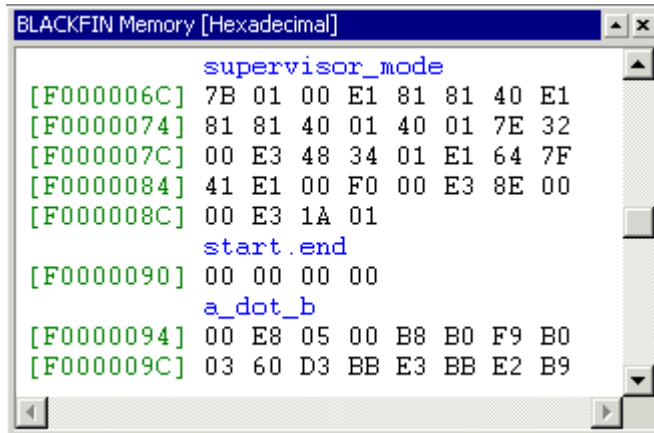 BLACKFIN Memory [Hexadecimal]
supervisor_mode
[F000006C] 7B 01 00 E1 81 81 40 E1
[F0000074] 81 81 40 01 40 01 7E 32
[F000007C] 00 E3 48 34 01 E1 64 7F
[F0000084] 41 E1 00 F0 00 E3 8E 00
[F000008C] 00 E3 1A 01
start.end
[F0000090] 00 00 00 00
a_dot_b
[F0000094] 00 E8 05 00 B8 B0 F9 B0
[F000009C] 03 60 D3 BB E3 BB E2 B9